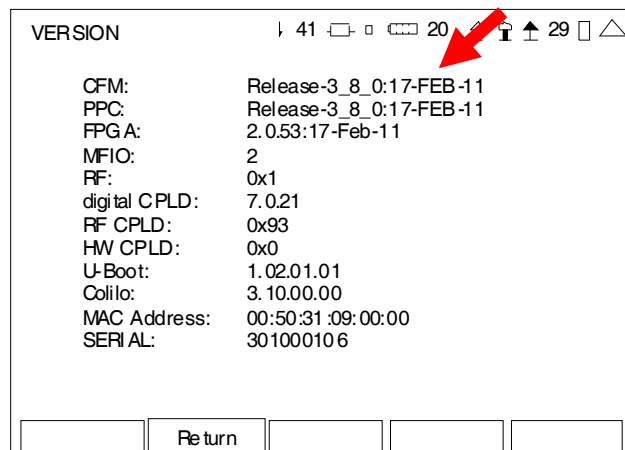 VERSION 41 20 29
CFM: Release-3_8_0:17-FEB-11
PPC: Release-3_8_0:17-FEB-11
FPGA: 2.0.53:17-Feb-11
MFIO: 2
RF: 0x1
digital CPLD: 7.0.21
RF CPLD: 0x93
HW CPLD: 0x0
U-Boot: 1.02.01.01
Colilo: 3.10.00.00
MAC Address: 00:50:31:09:00:00
SERIAL: 301000106
Return